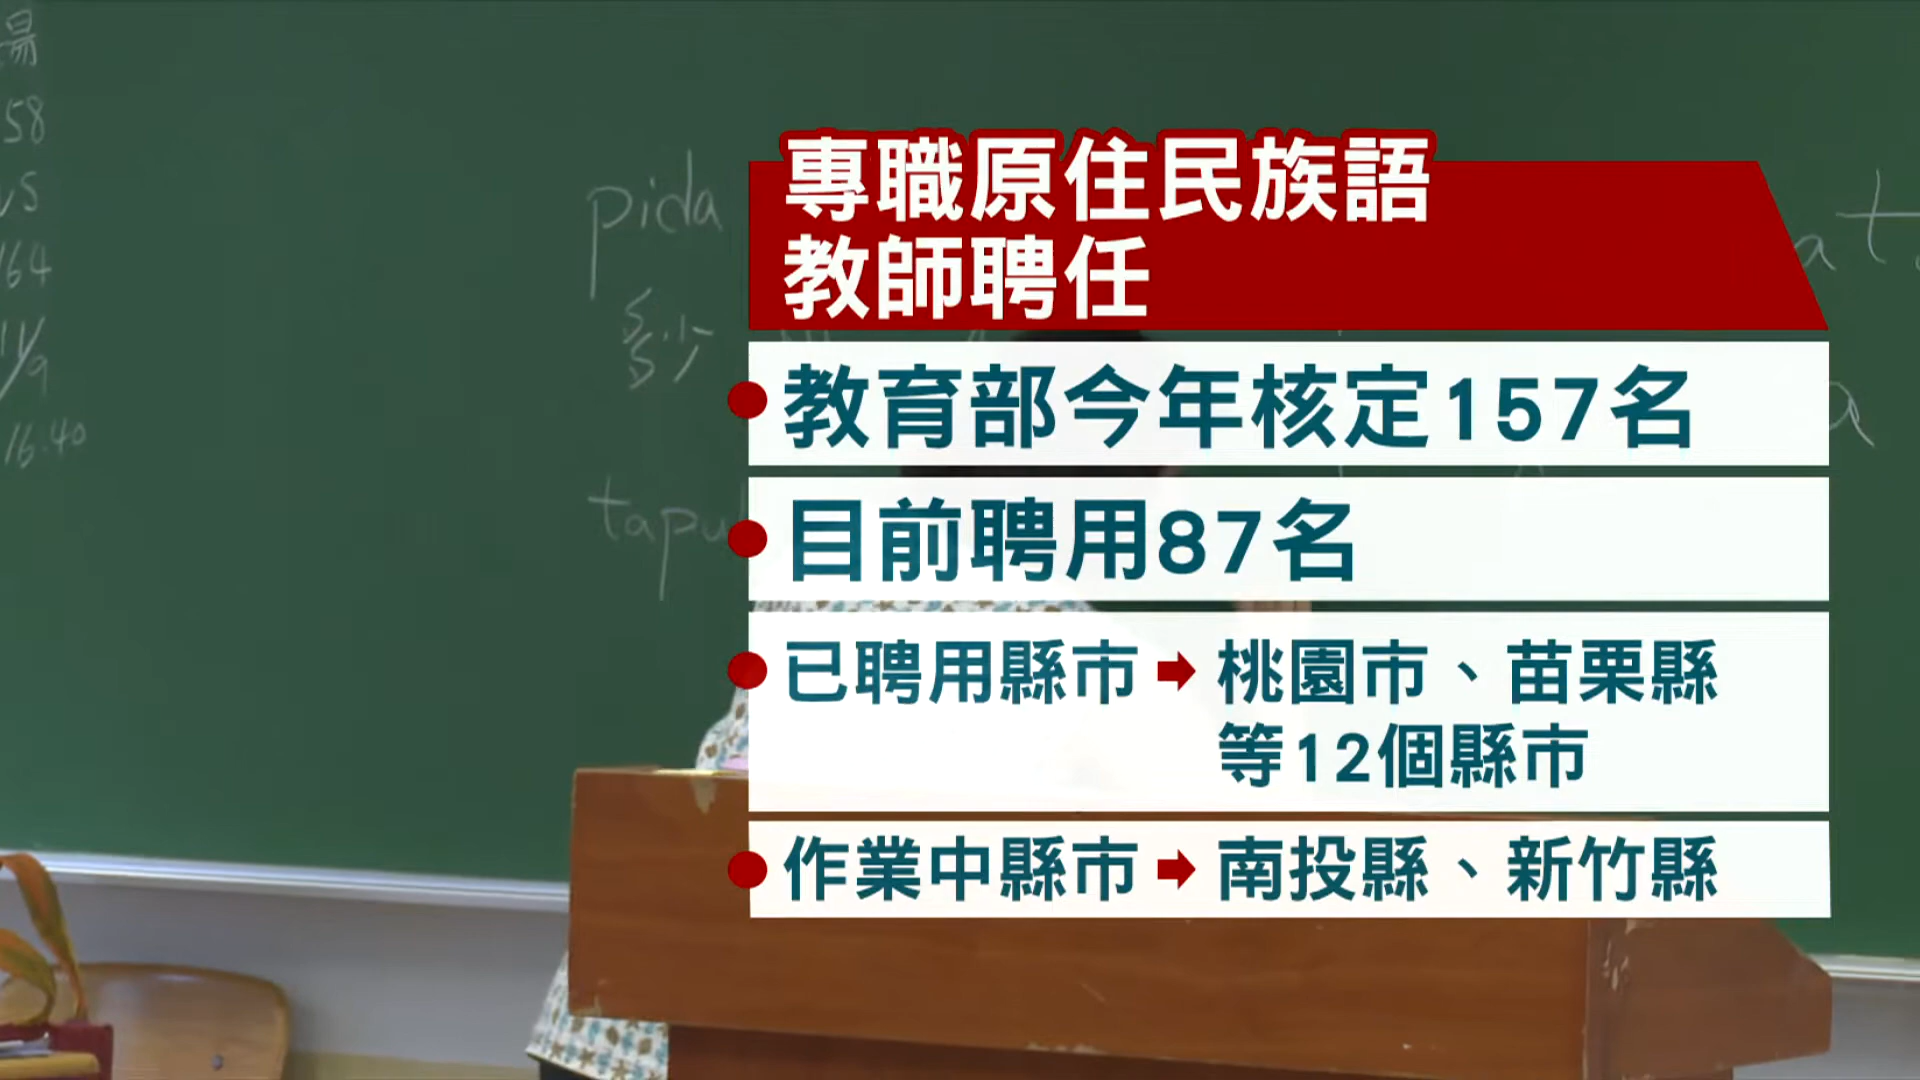 專職原住民族語
教師聘任
教育部今年核定157名
目前聘用87名
已聘用縣市➡桃園市、苗栗縣
等12個縣市
作業中縣市➡南投縣、新竹縣
58
164
11/9
16.40
pida
tapu